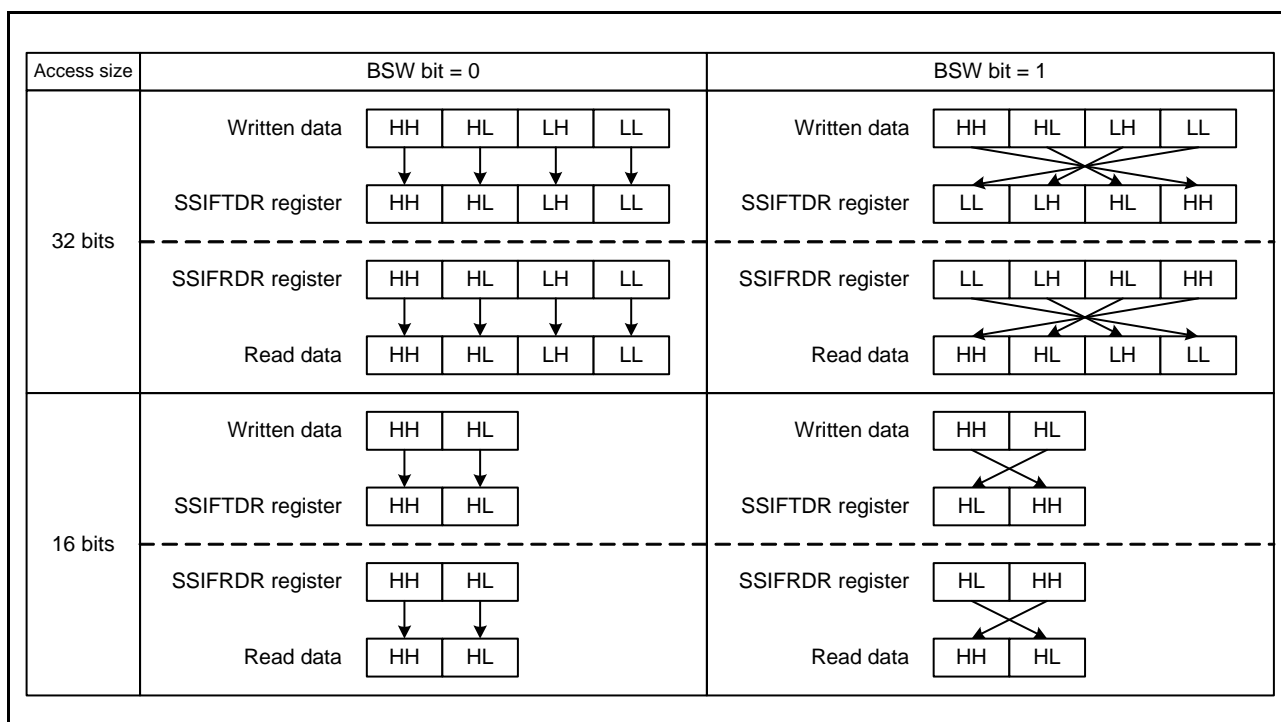 Access size BSW bit = 0 BSW bit = 1
Written data HH HL LH LL Written data HH HL LH LL
SSIFTDR register HH HL LH LL SSIFTDR register LL LH HL HH
32 bits
SSIFRDR register HH HL LH LL SSIFRDR register LL LH HL HH
Read data HH HL LH LL Read data HH HL LH LL
Written data HH HL Written data HH HL
SSIFTDR register HH HL SSIFTDR register HL HH
16 bits
SSIFRDR register HH HL SSIFRDR register HL HH
Read data HH HL Read data HH HL